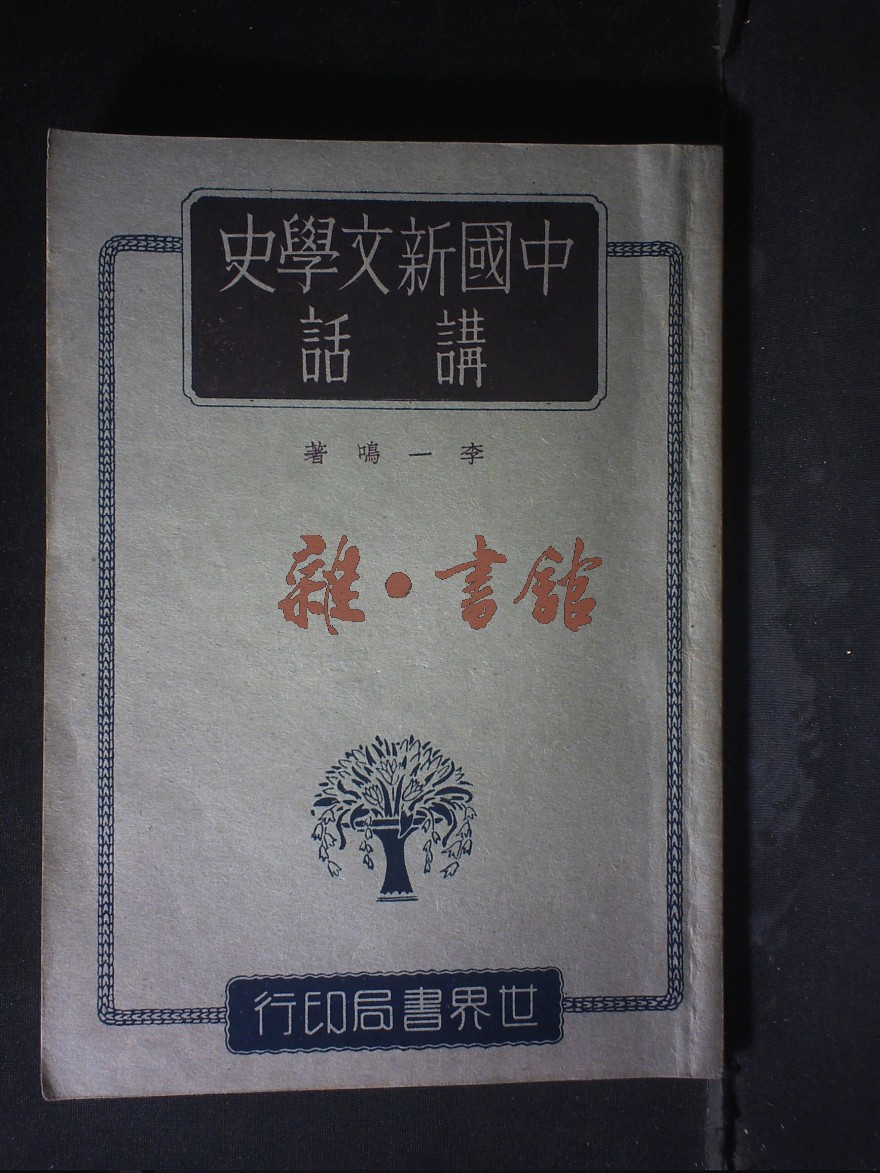 中國新文學史
講話
李一鳴著
雜·書館
世界書局印行